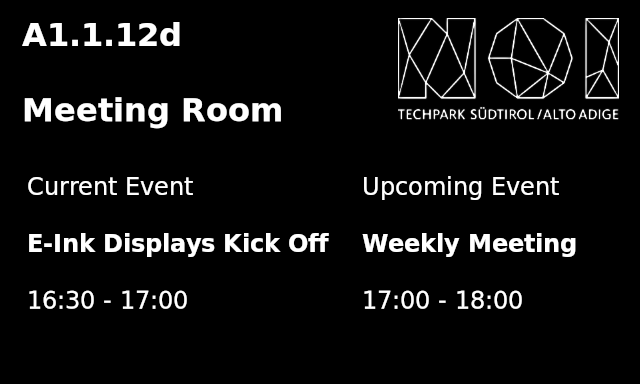 A1.1.12d
NOI
TECHPARK SÜDTIROL / ALTO ADIGE
Meeting Room
Current Event
E-Ink Displays Kick Off
16:30 - 17:00
Upcoming Event
Weekly Meeting
17:00 - 18:00